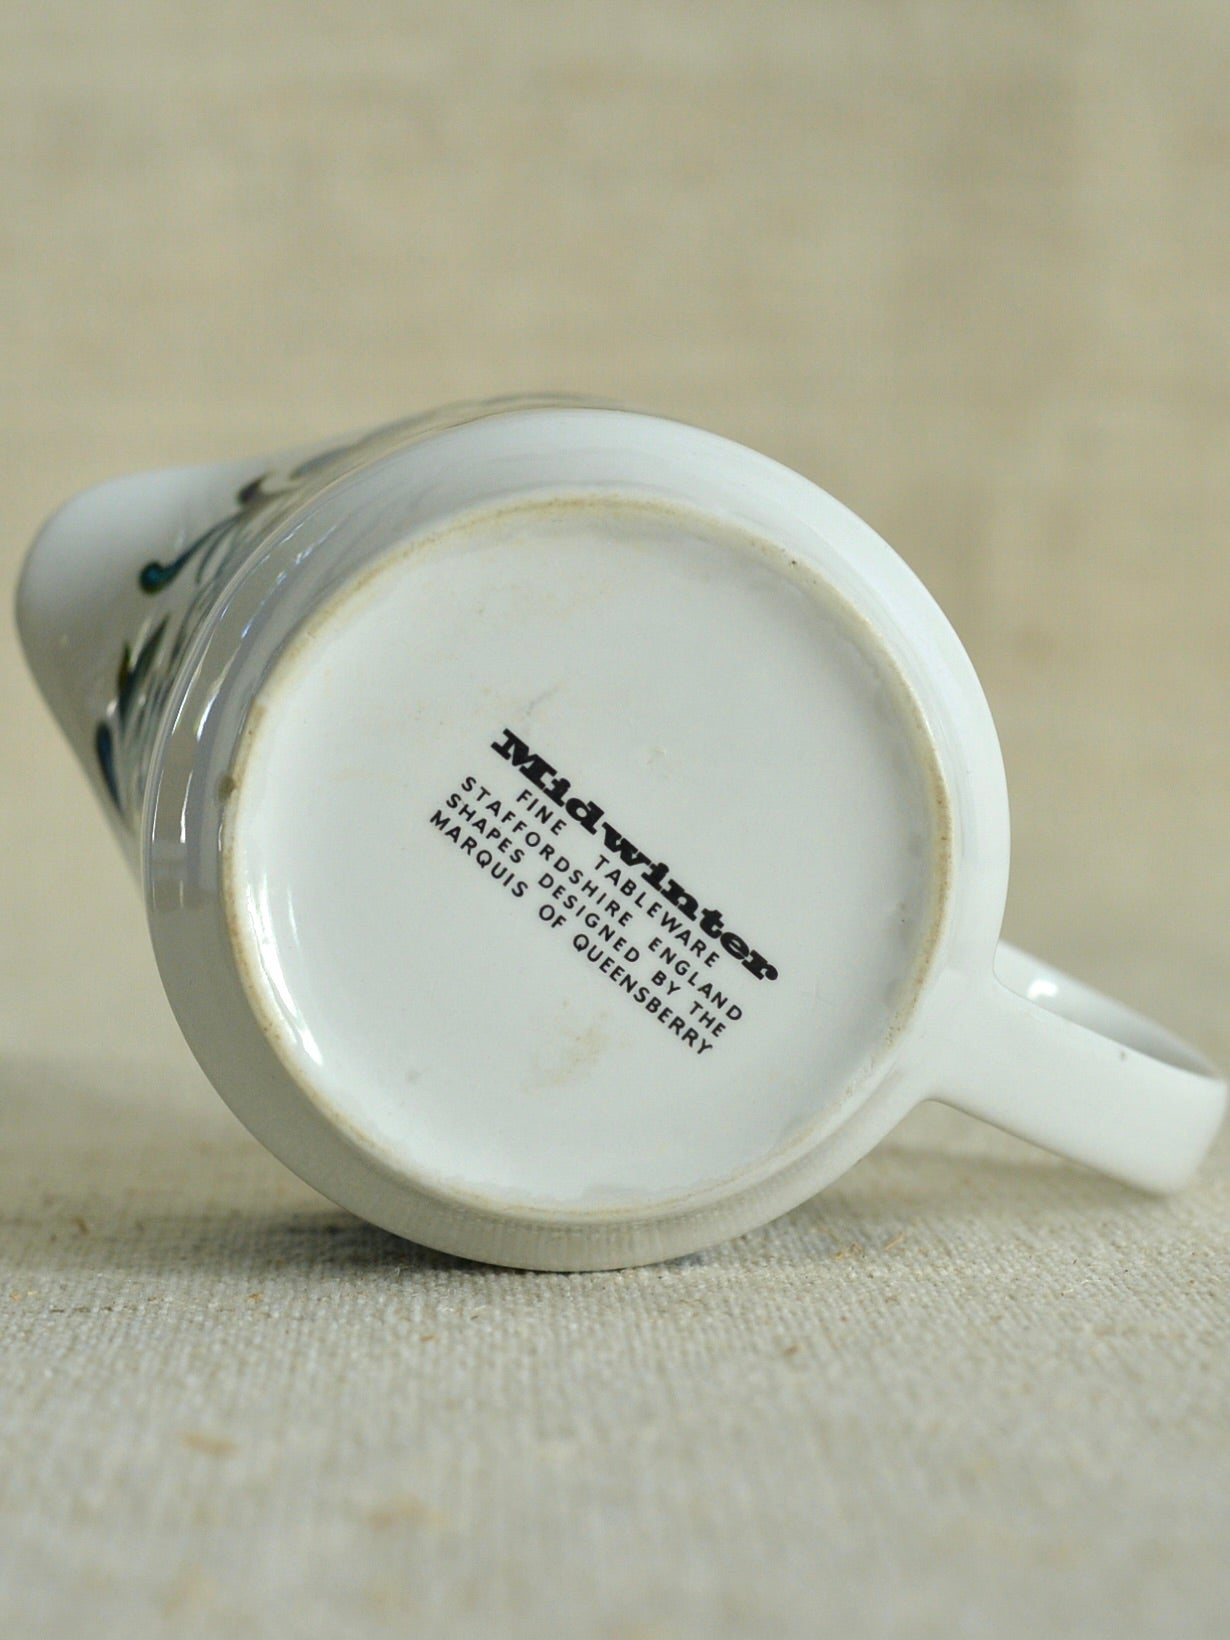 Midwinter
FINE TABLEWARE
STAFFORDSHIRE ENGLAND
SHAPES DESIGNED BY THE
MARQUIS OF QUEENSBERRY